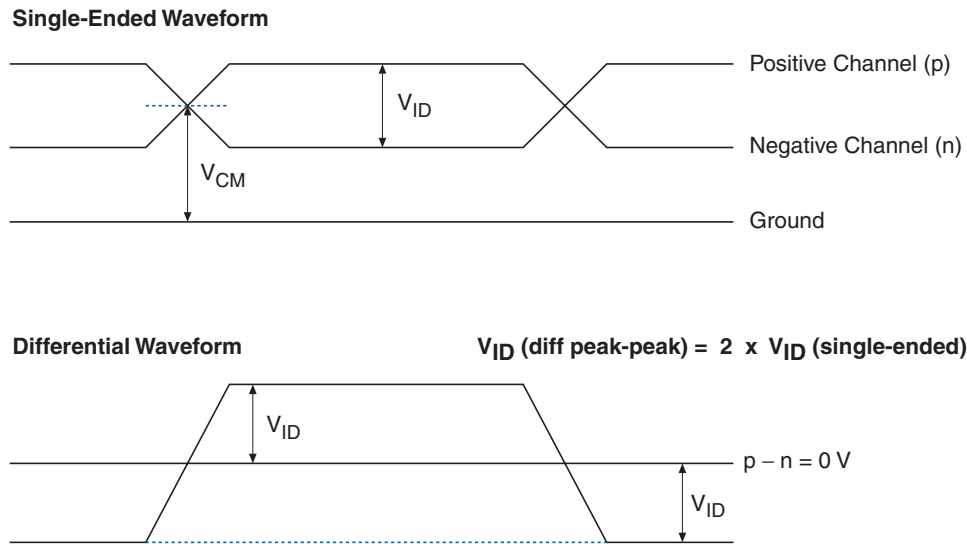 Single-Ended Waveform
Positive Channel (p)
VID
Negative Channel (n)
VCM
Ground
Differential Waveform
VID (diff peak-peak) = 2 x VID (single-ended)
VID
p – n = 0 V
VID